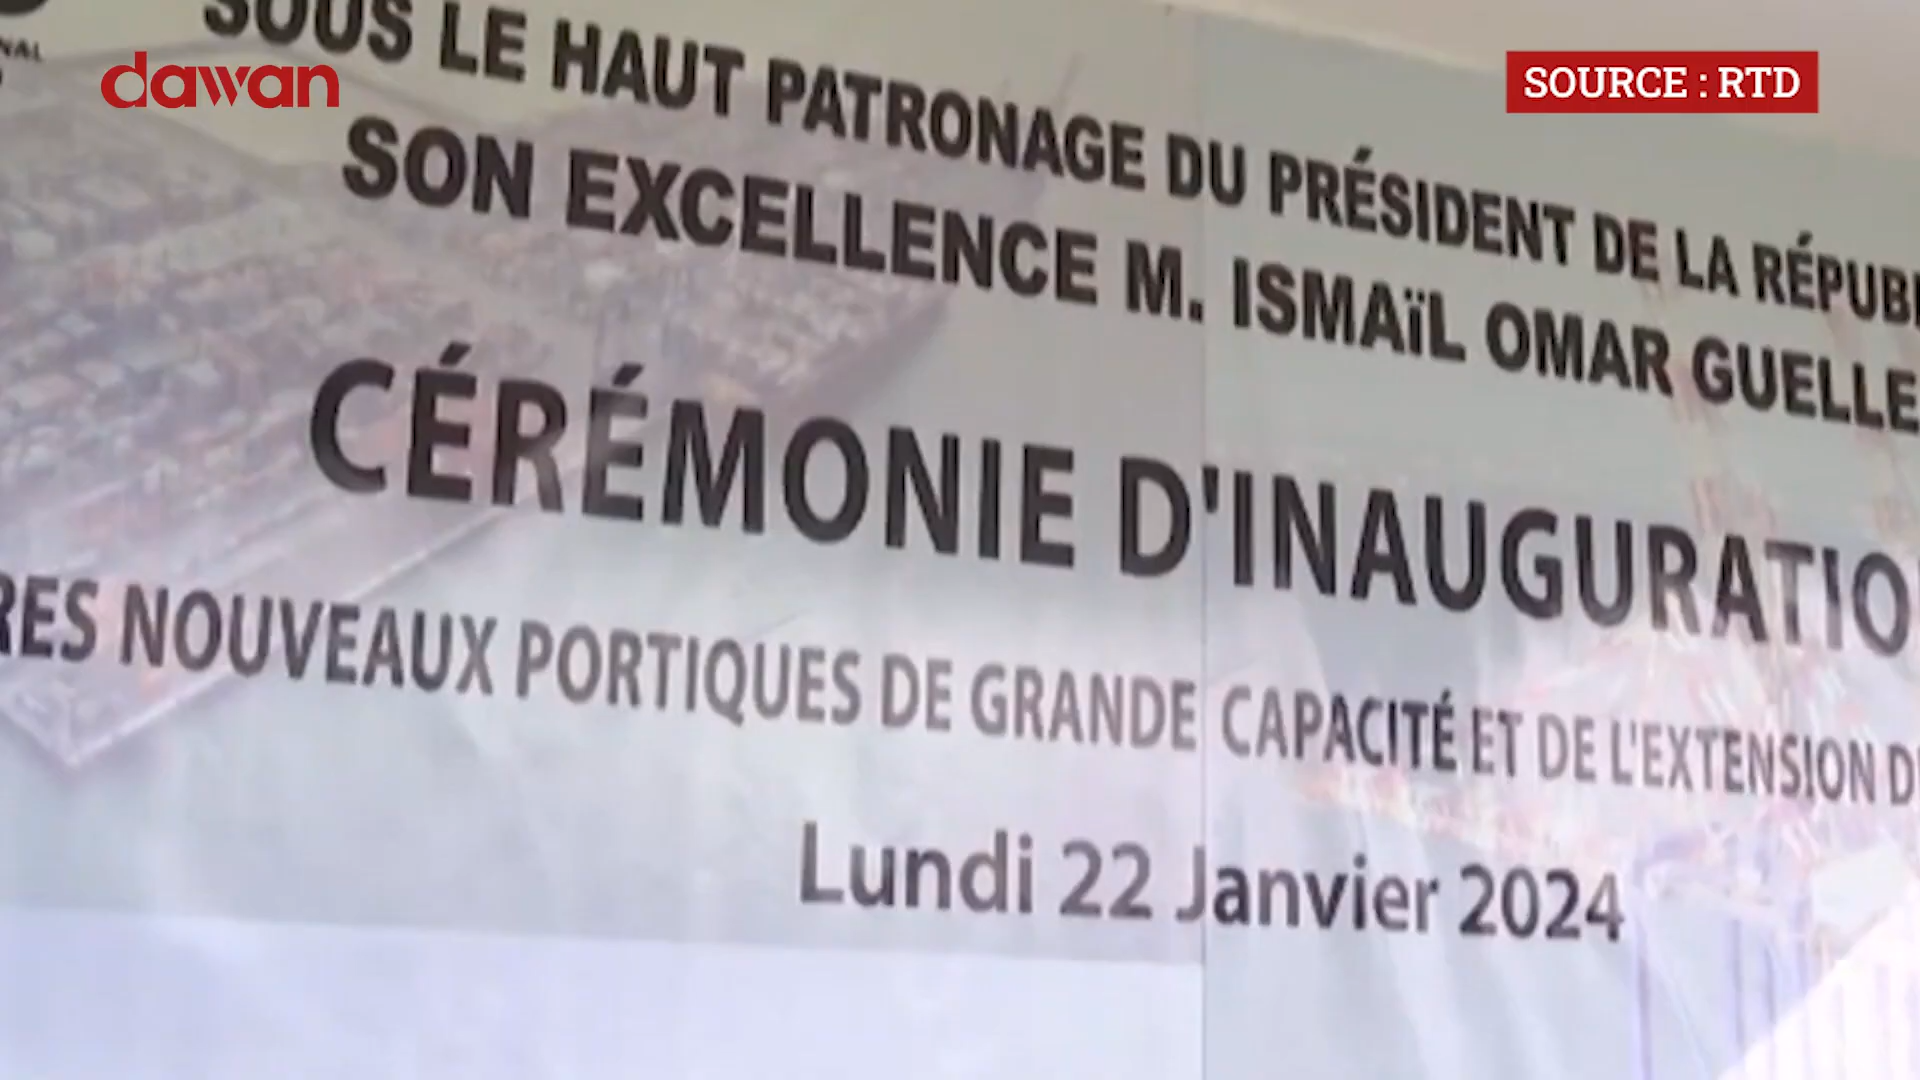 NAL
dawan
SOURCE : RTD
SOUS LE HAUT PATRONAGE DU PRÉSIDENT DE LA RÉPUB
SON EXCELLENCE M. ISMAïL OMAR GUELLE
CÉRÉMONIE D'INAUGURATIO
RES NOUVEAUX PORTIQUES DE GRANDE CAPACITÉ ET DE L'EXTENSION D
Lundi 22 Janvier 2024